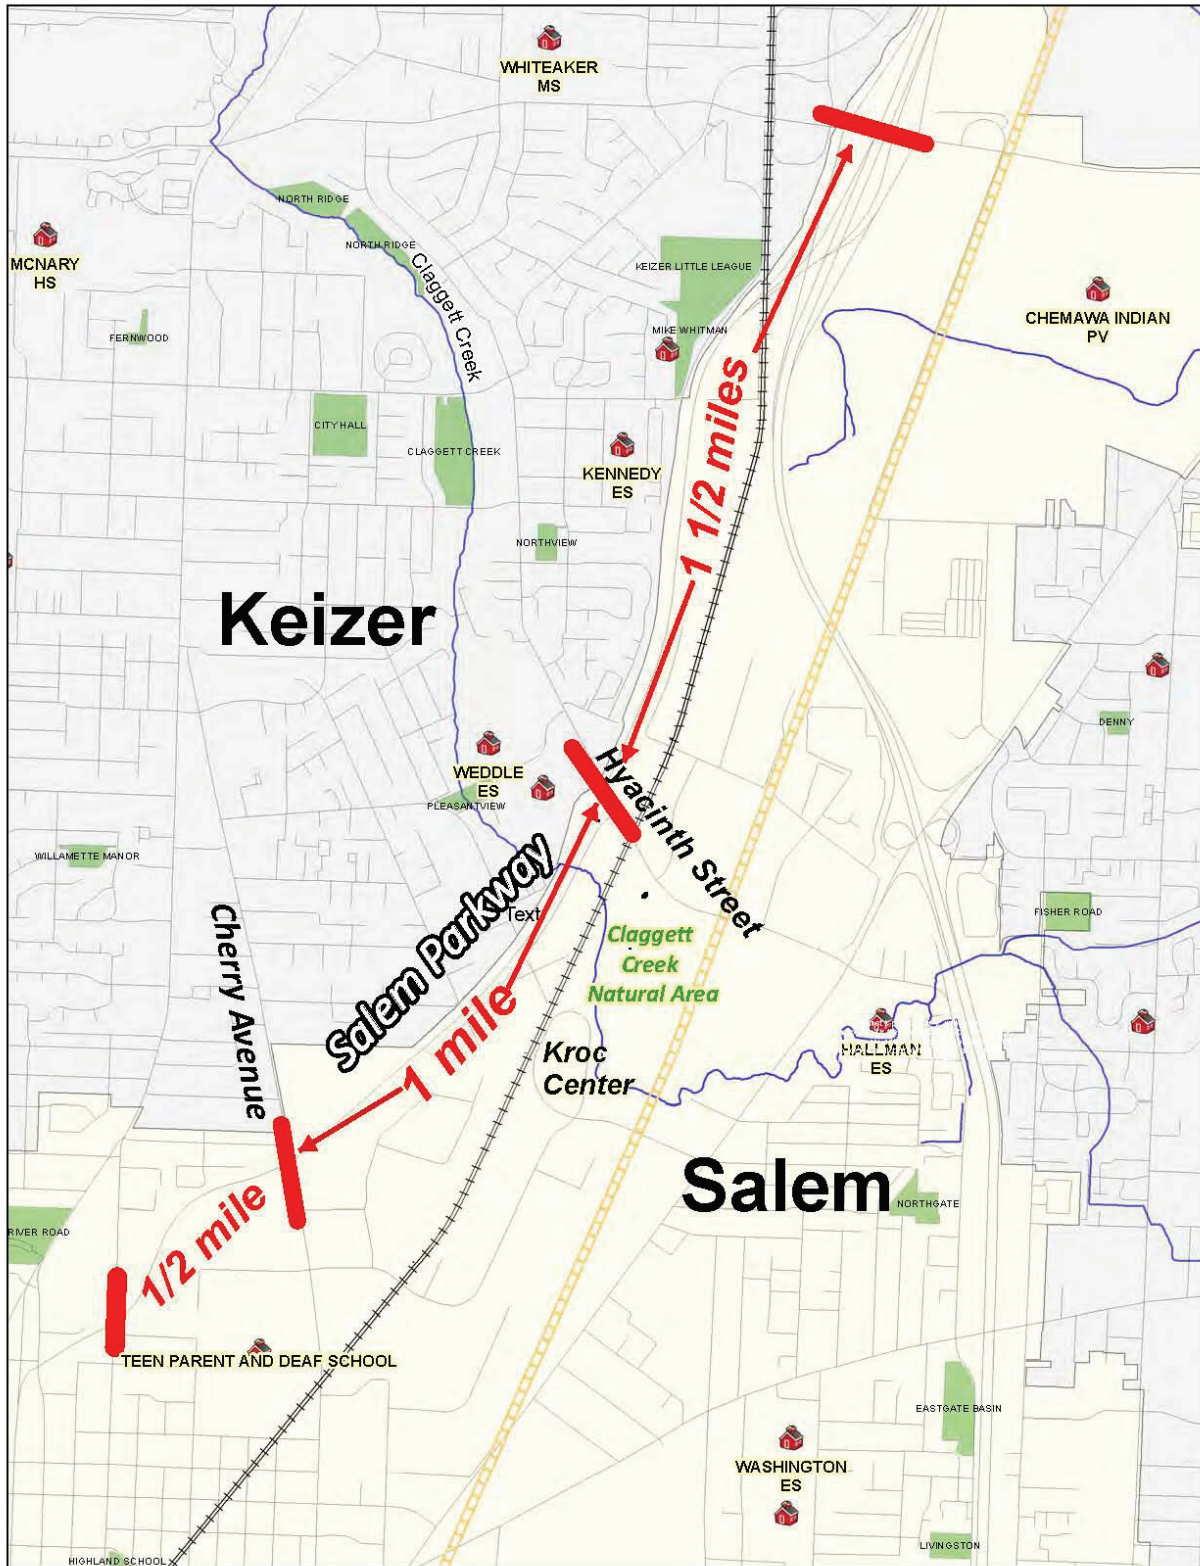 WHITEAKER
MS
NORTH RIDGE
NORTH RIDGE
Claggett Creek
MCNARY
HS
KEIZER LITTLE LEAGUE
CHEMAWA INDIAN
PV
FERNWOOD
MIKE WHITMAN
1 1/2 miles
CITY HALL
CLAGGETT CREEK
KENNEDY
ES
NORTHVIEW
Keizer
DENNY
WEDDLE
ES
PLEASANTVIEW
Hyacinth Street
WILLAMETTE MANOR
Salem Parkway
Text
Cherry Avenue
FISHER ROAD
Claggett
Creek
Natural Area
1 mile
Kroc
Center
HALLMAN
ES
Salem
NORTHGATE
RIVER ROAD
1/2 mile
TEEN PARENT AND DEAF SCHOOL
EASTGATE BASIN
WASHINGTON
ES
LIVINGSTON
HIGHLAND SCHOOL